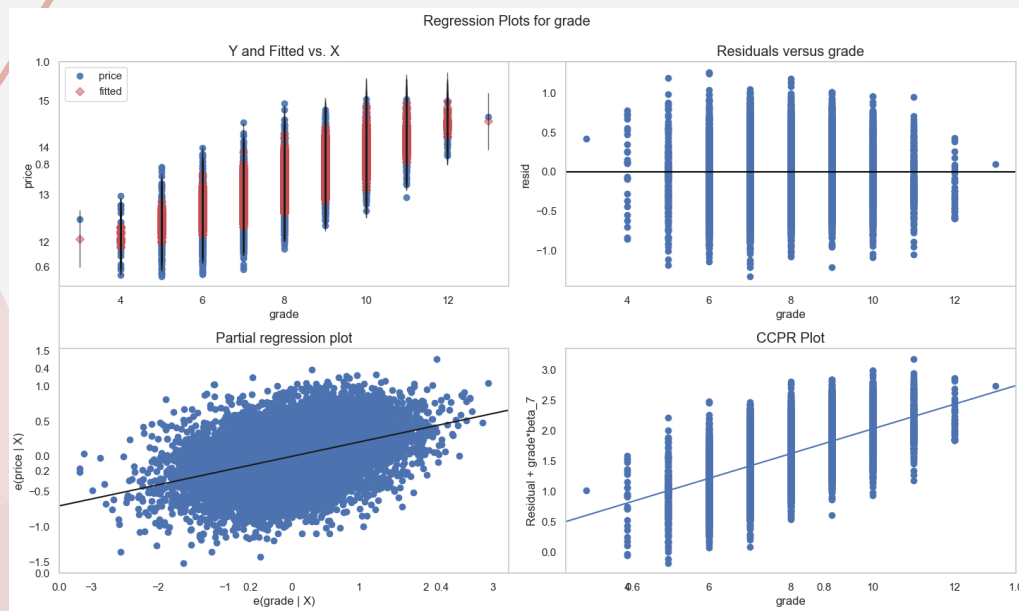 Regression Plots for grade
Y and Fitted vs. X
price
fitted
1.0
15
14
0.8
13
12
0.6
price
4 6 8 10 12
grade
Residuals versus grade
1.0
0.5
0.0
−0.5
−1.0
resid
4 6 8 10 12
grade
Partial regression plot
1.5
0.4
1.0
0.5
0.0
0.2
−0.5
−1.0
−1.5
0.0
e(price | X)
0.0 −3 −2 −1 0.2 0 1 2 0.4 3
e(grade | X)
CCPR Plot
3.0
2.5
2.0
1.5
1.0
0.5
0.0
Residual + grade*beta_7
4 0.6 6 8 0.8 10 12 1.0
grade